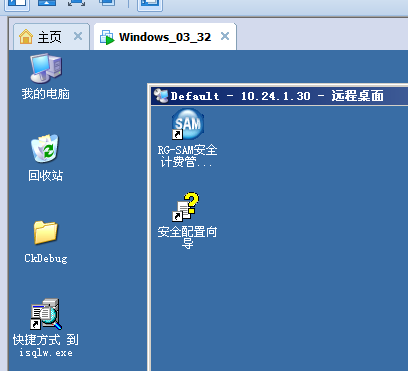 主页
Windows_03_32
我的电脑
回收站
CkDebug
快捷方式 到
isqlw.exe
Default - 10.24.1.30 - 远程桌面
SAM
RG-SAM安全
计费管...
安全配置向
导